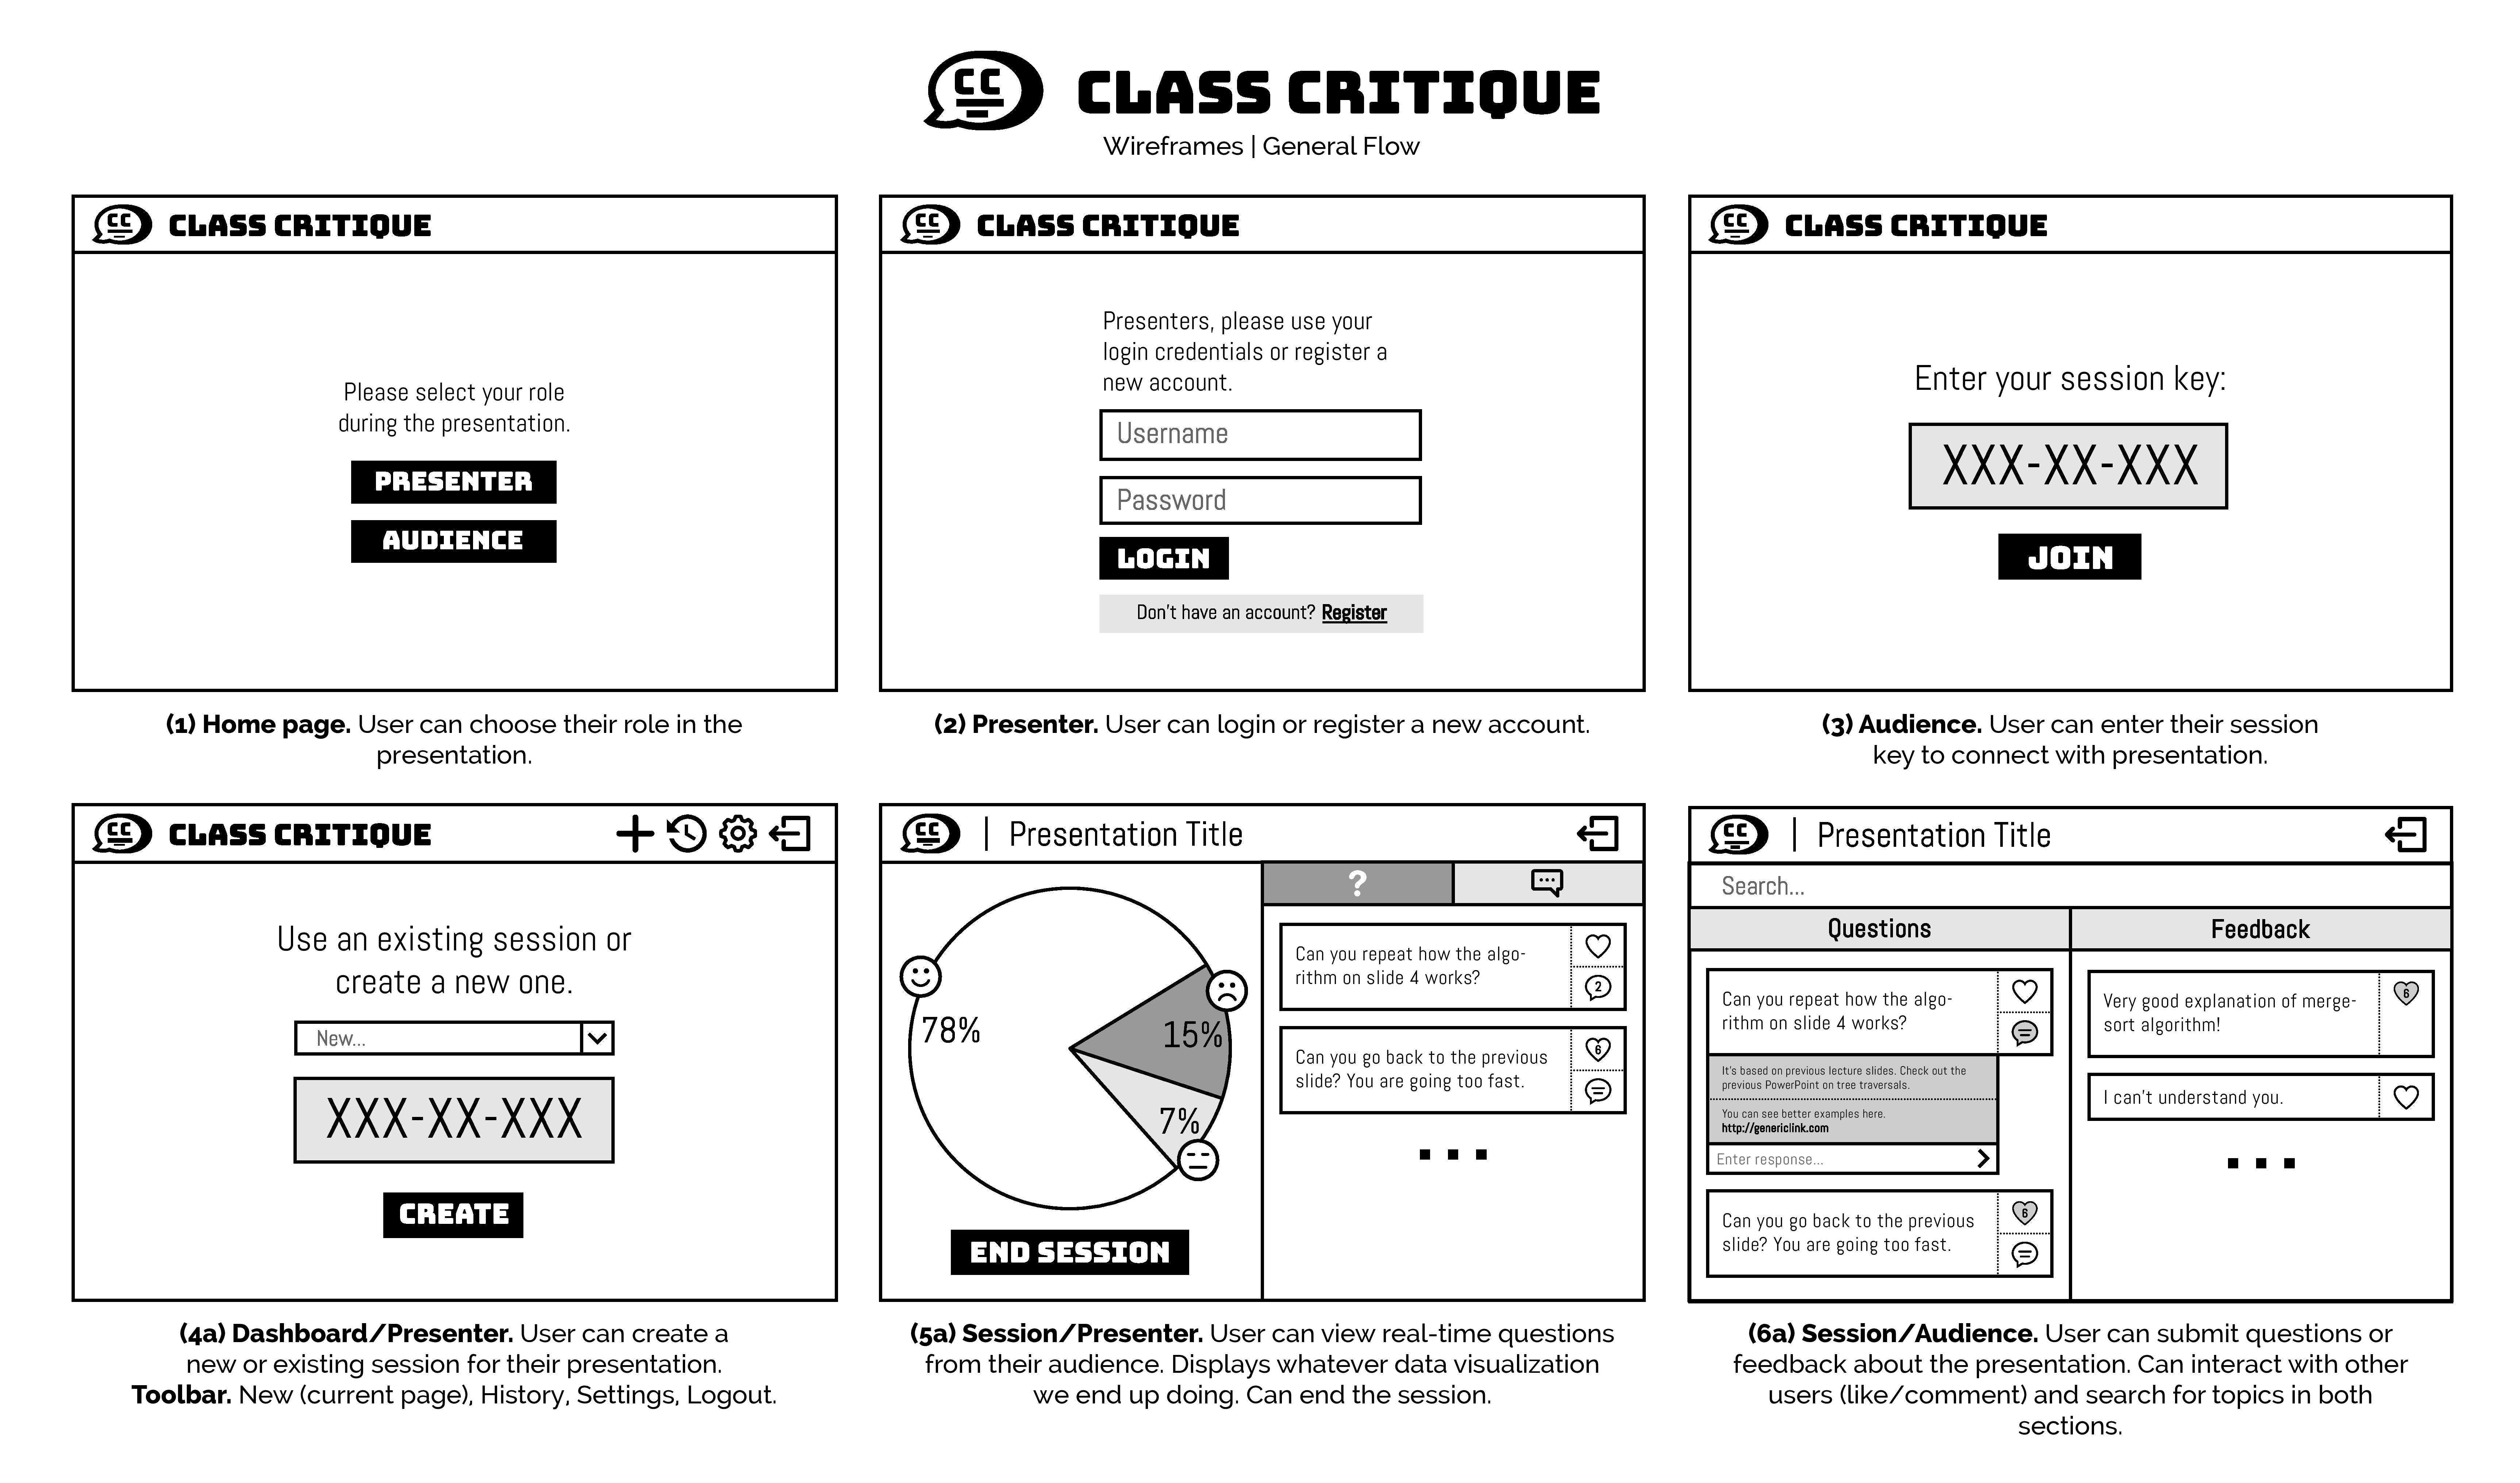 CC CLASS CRITIQUE
Wireframes | General Flow
CC CLASS CRITIQUE
Please select your role
during the presentation.
PRESENTER
AUDIENCE
(1) Home page. User can choose their role in the
presentation.
CC CLASS CRITIQUE
Presenters, please use your
login credentials or register a
new account.
Username
Password
LOGIN
Don't have an account? Register
(2) Presenter. User can login or register a new account.
CC CLASS CRITIQUE
Enter your session key:
XXX-XX-XXX
JOIN
(3) Audience. User can enter their session
key to connect with presentation.
CC CLASS CRITIQUE
Use an existing session or
create a new one.
New...
XXX-XX-XXX
CREATE
(4a) Dashboard/Presenter. User can create a
new or existing session for their presentation.
Toolbar. New (current page), History, Settings, Logout.
CC | Presentation Title
?
78%
15%
7%
END SESSION
Can you repeat how the algo-
rithm on slide 4 works?
2
Can you go back to the previous
slide? You are going too fast.
6
(5a) Session/Presenter. User can view real-time questions
from their audience. Displays whatever data visualization
we end up doing. Can end the session.
CC | Presentation Title
Search...
Questions
Can you repeat how the algo-
rithm on slide 4 works?
It's based on previous lecture slides. Check out the
previous PowerPoint on tree traversals.
You can see better examples here.
http://genericlink.com
Enter response...
Can you go back to the previous
slide? You are going too fast.
6
Feedback
Very good explanation of merge-
sort algorithm!
6
I can't understand you.
(6a) Session/Audience. User can submit questions or
feedback about the presentation. Can interact with other
users (like/comment) and search for topics in both
sections.